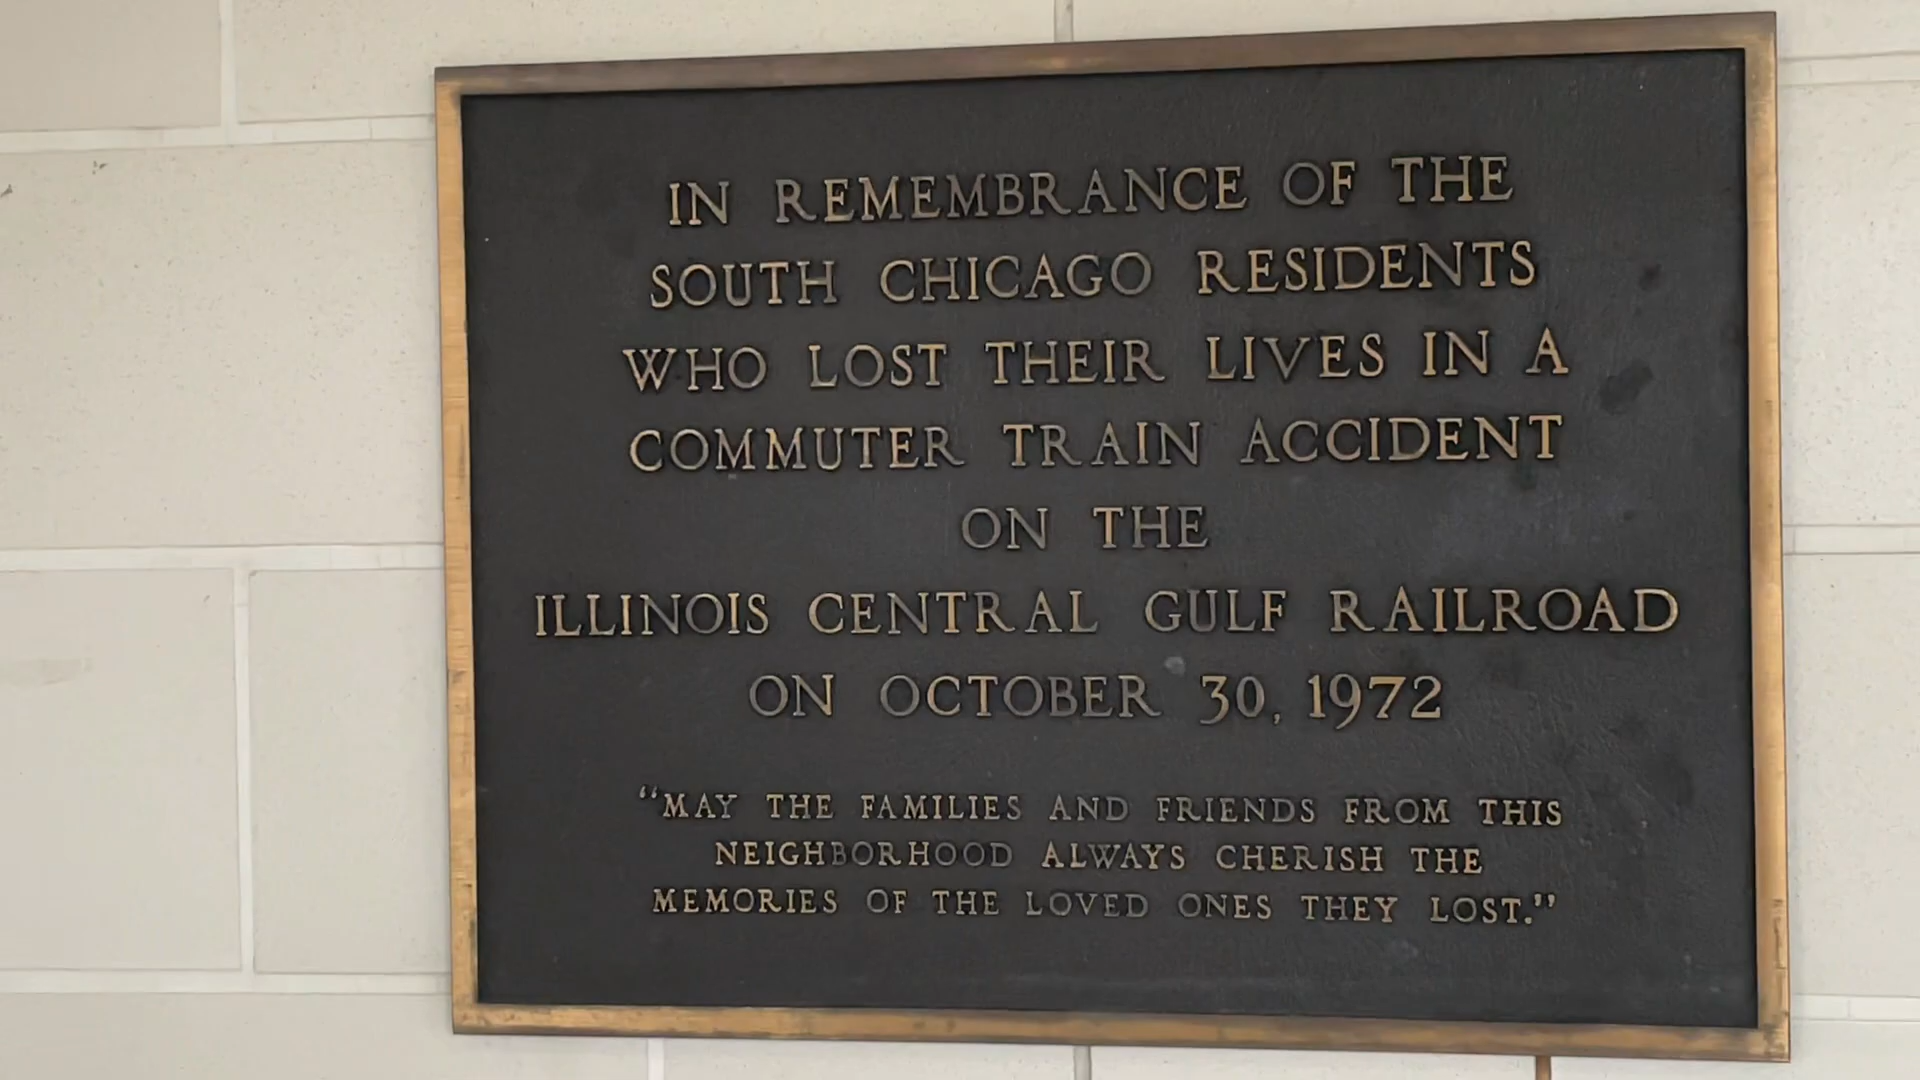 IN REMEMBRANCE OF THE
SOUTH CHICAGO RESIDENTS
WHO LOST THEIR LIVES IN A
COMMUTER TRAIN ACCIDENT
ON THE
ILLINOIS CENTRAL GULF RAILROAD
ON OCTOBER 30, 1972
“MAY THE FAMILIES AND FRIENDS FROM THIS
NEIGHBORHOOD ALWAYS CHERISH THE
MEMORIES OF THE LOVED ONES THEY LOST.”